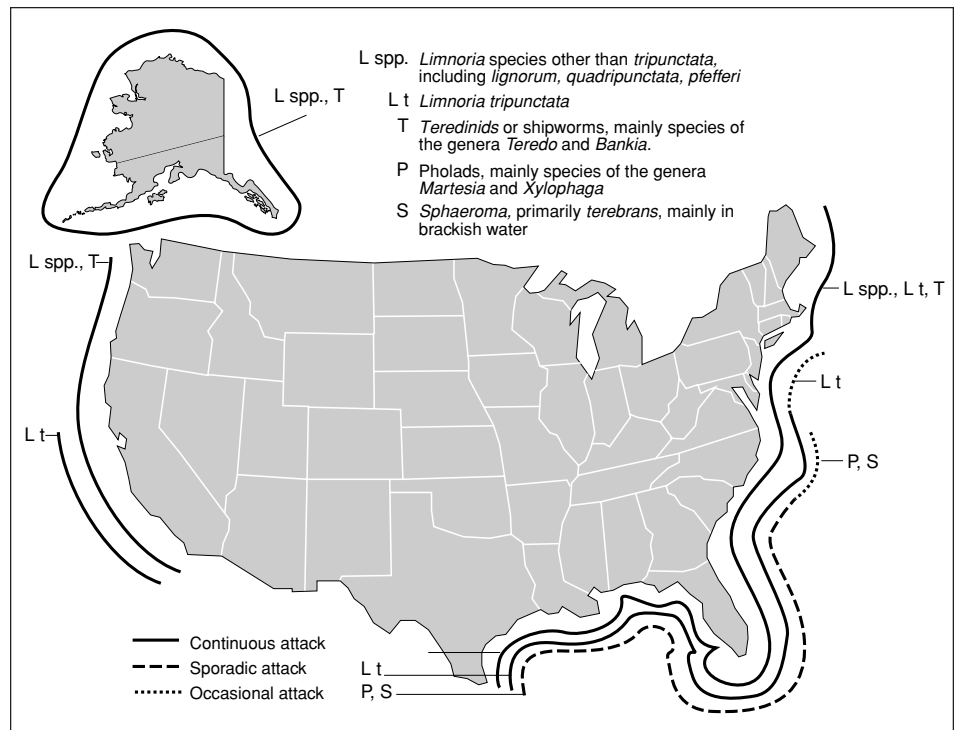 L spp. Limnoria species other than tripunctata,
including lignorum, quadripunctata, pfefferi
L t Limnoria tripunctata
T Teredinids or shipworms, mainly species of
the genera Teredo and Bankia.
P Pholads, mainly species of the genera
Martesia and Xylophaga
S Sphaeroma, primarily terebrans, mainly in
brackish water
L spp., T
L spp., T
L spp., L t, T
L t
L t
P, S
Continuous attack
Sporadic attack
Occasional attack
L t
P, S